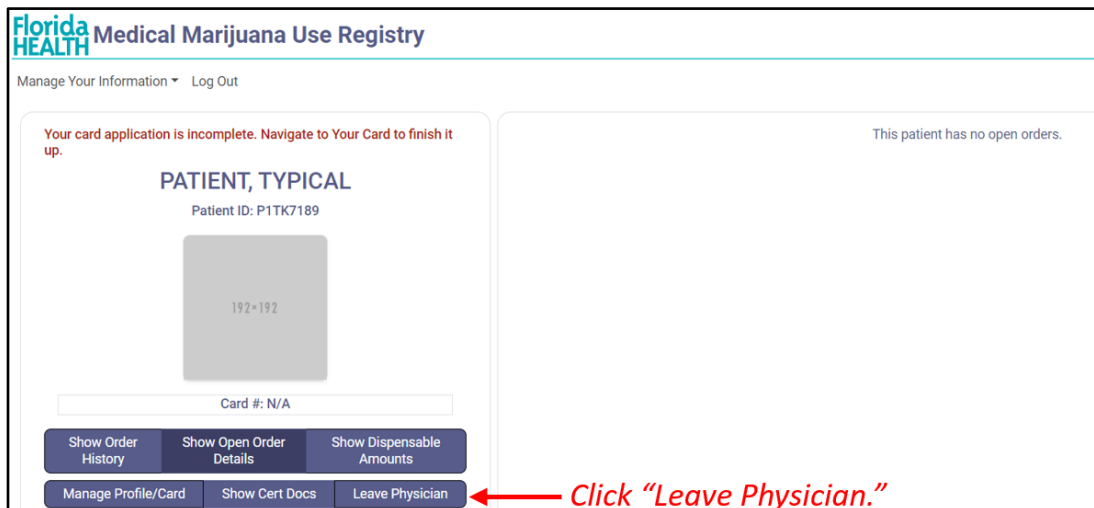 Florida
HEALTH
Medical Marijuana Use Registry
Manage Your Information Log Out
Your card application is incomplete. Navigate to Your Card to finish it
up.
PATIENT, TYPICAL
Patient ID: P1TK7189
192×192
Card #: N/A
Show Order
History
Show Open Order
Details
Show Dispensable
Amounts
Manage Profile/Card Show Cert Docs Leave Physician
Click “Leave Physician.”
This patient has no open orders.